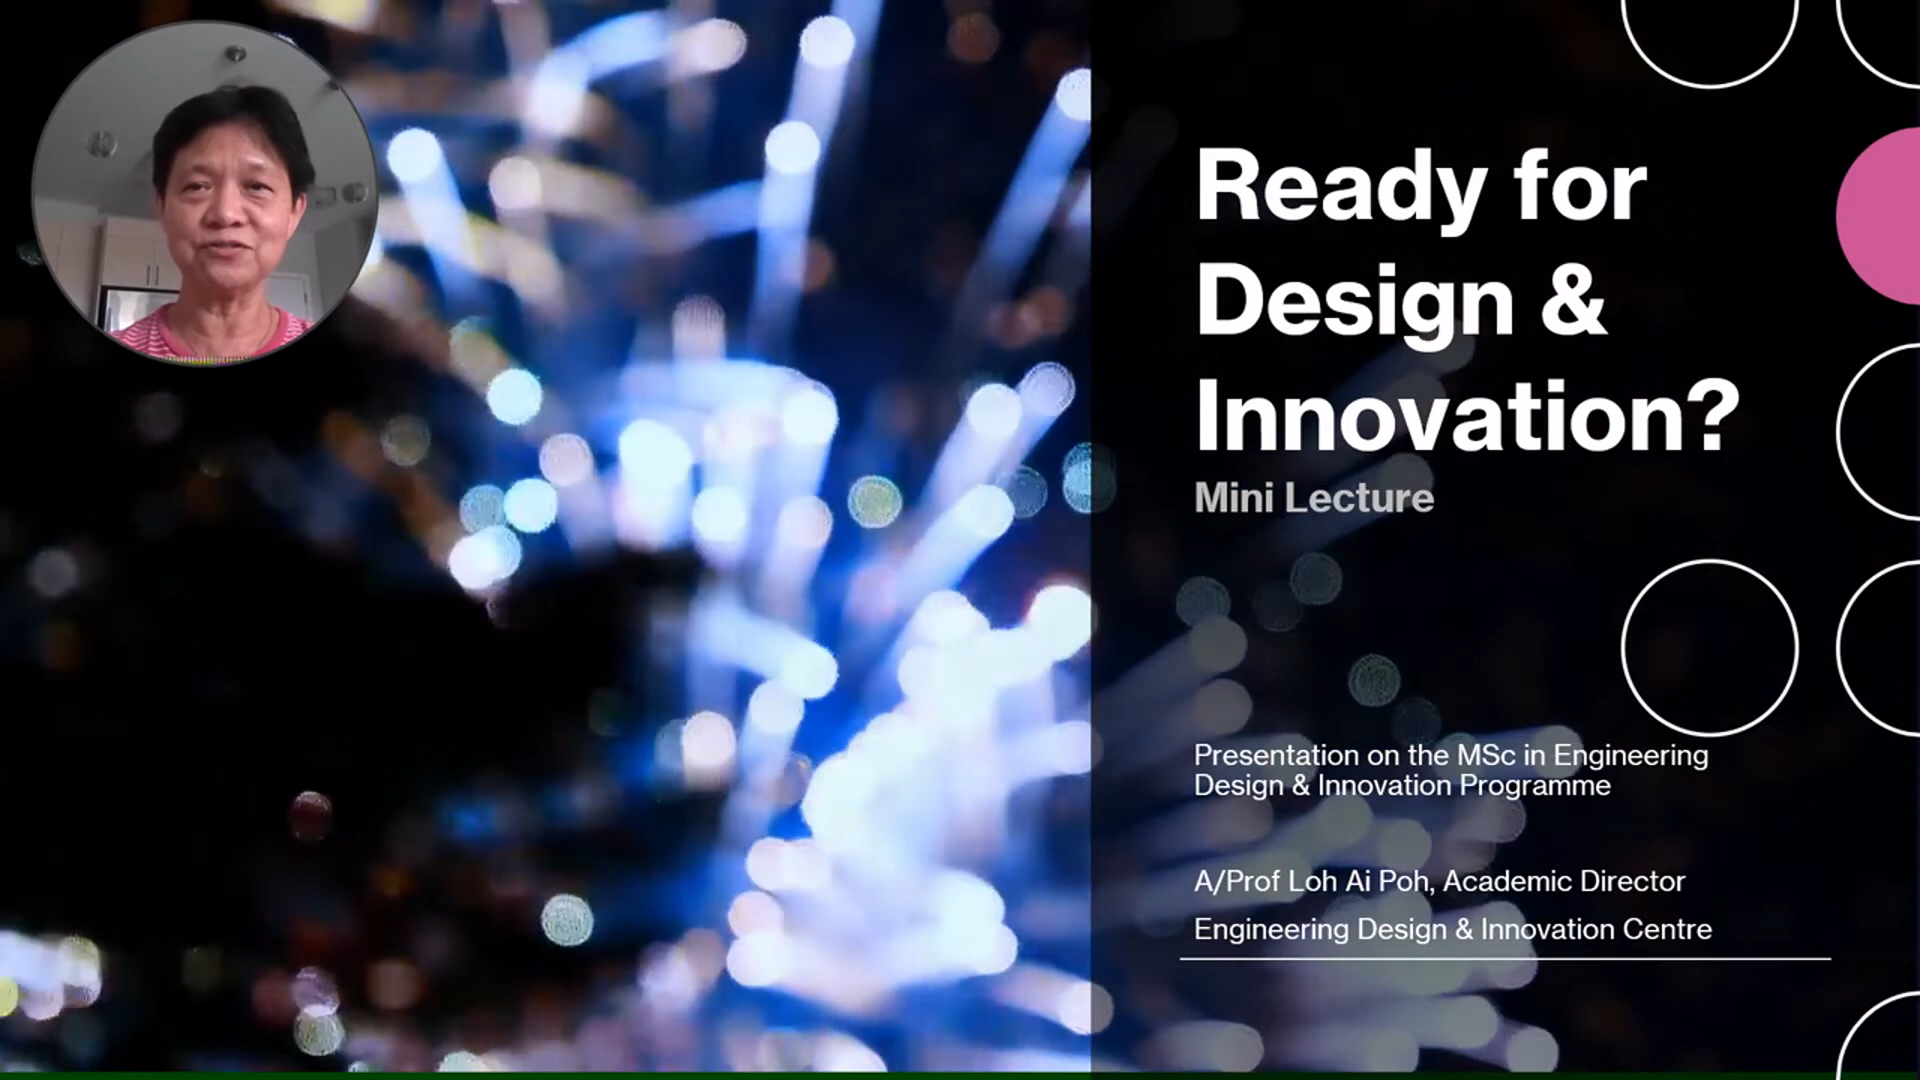 Ready for
Design &
Innovation?
Mini Lecture
Presentation on the MSc in Engineering
Design & Innovation Programme
A/Prof Loh Ai Poh, Academic Director
Engineering Design & Innovation Centre